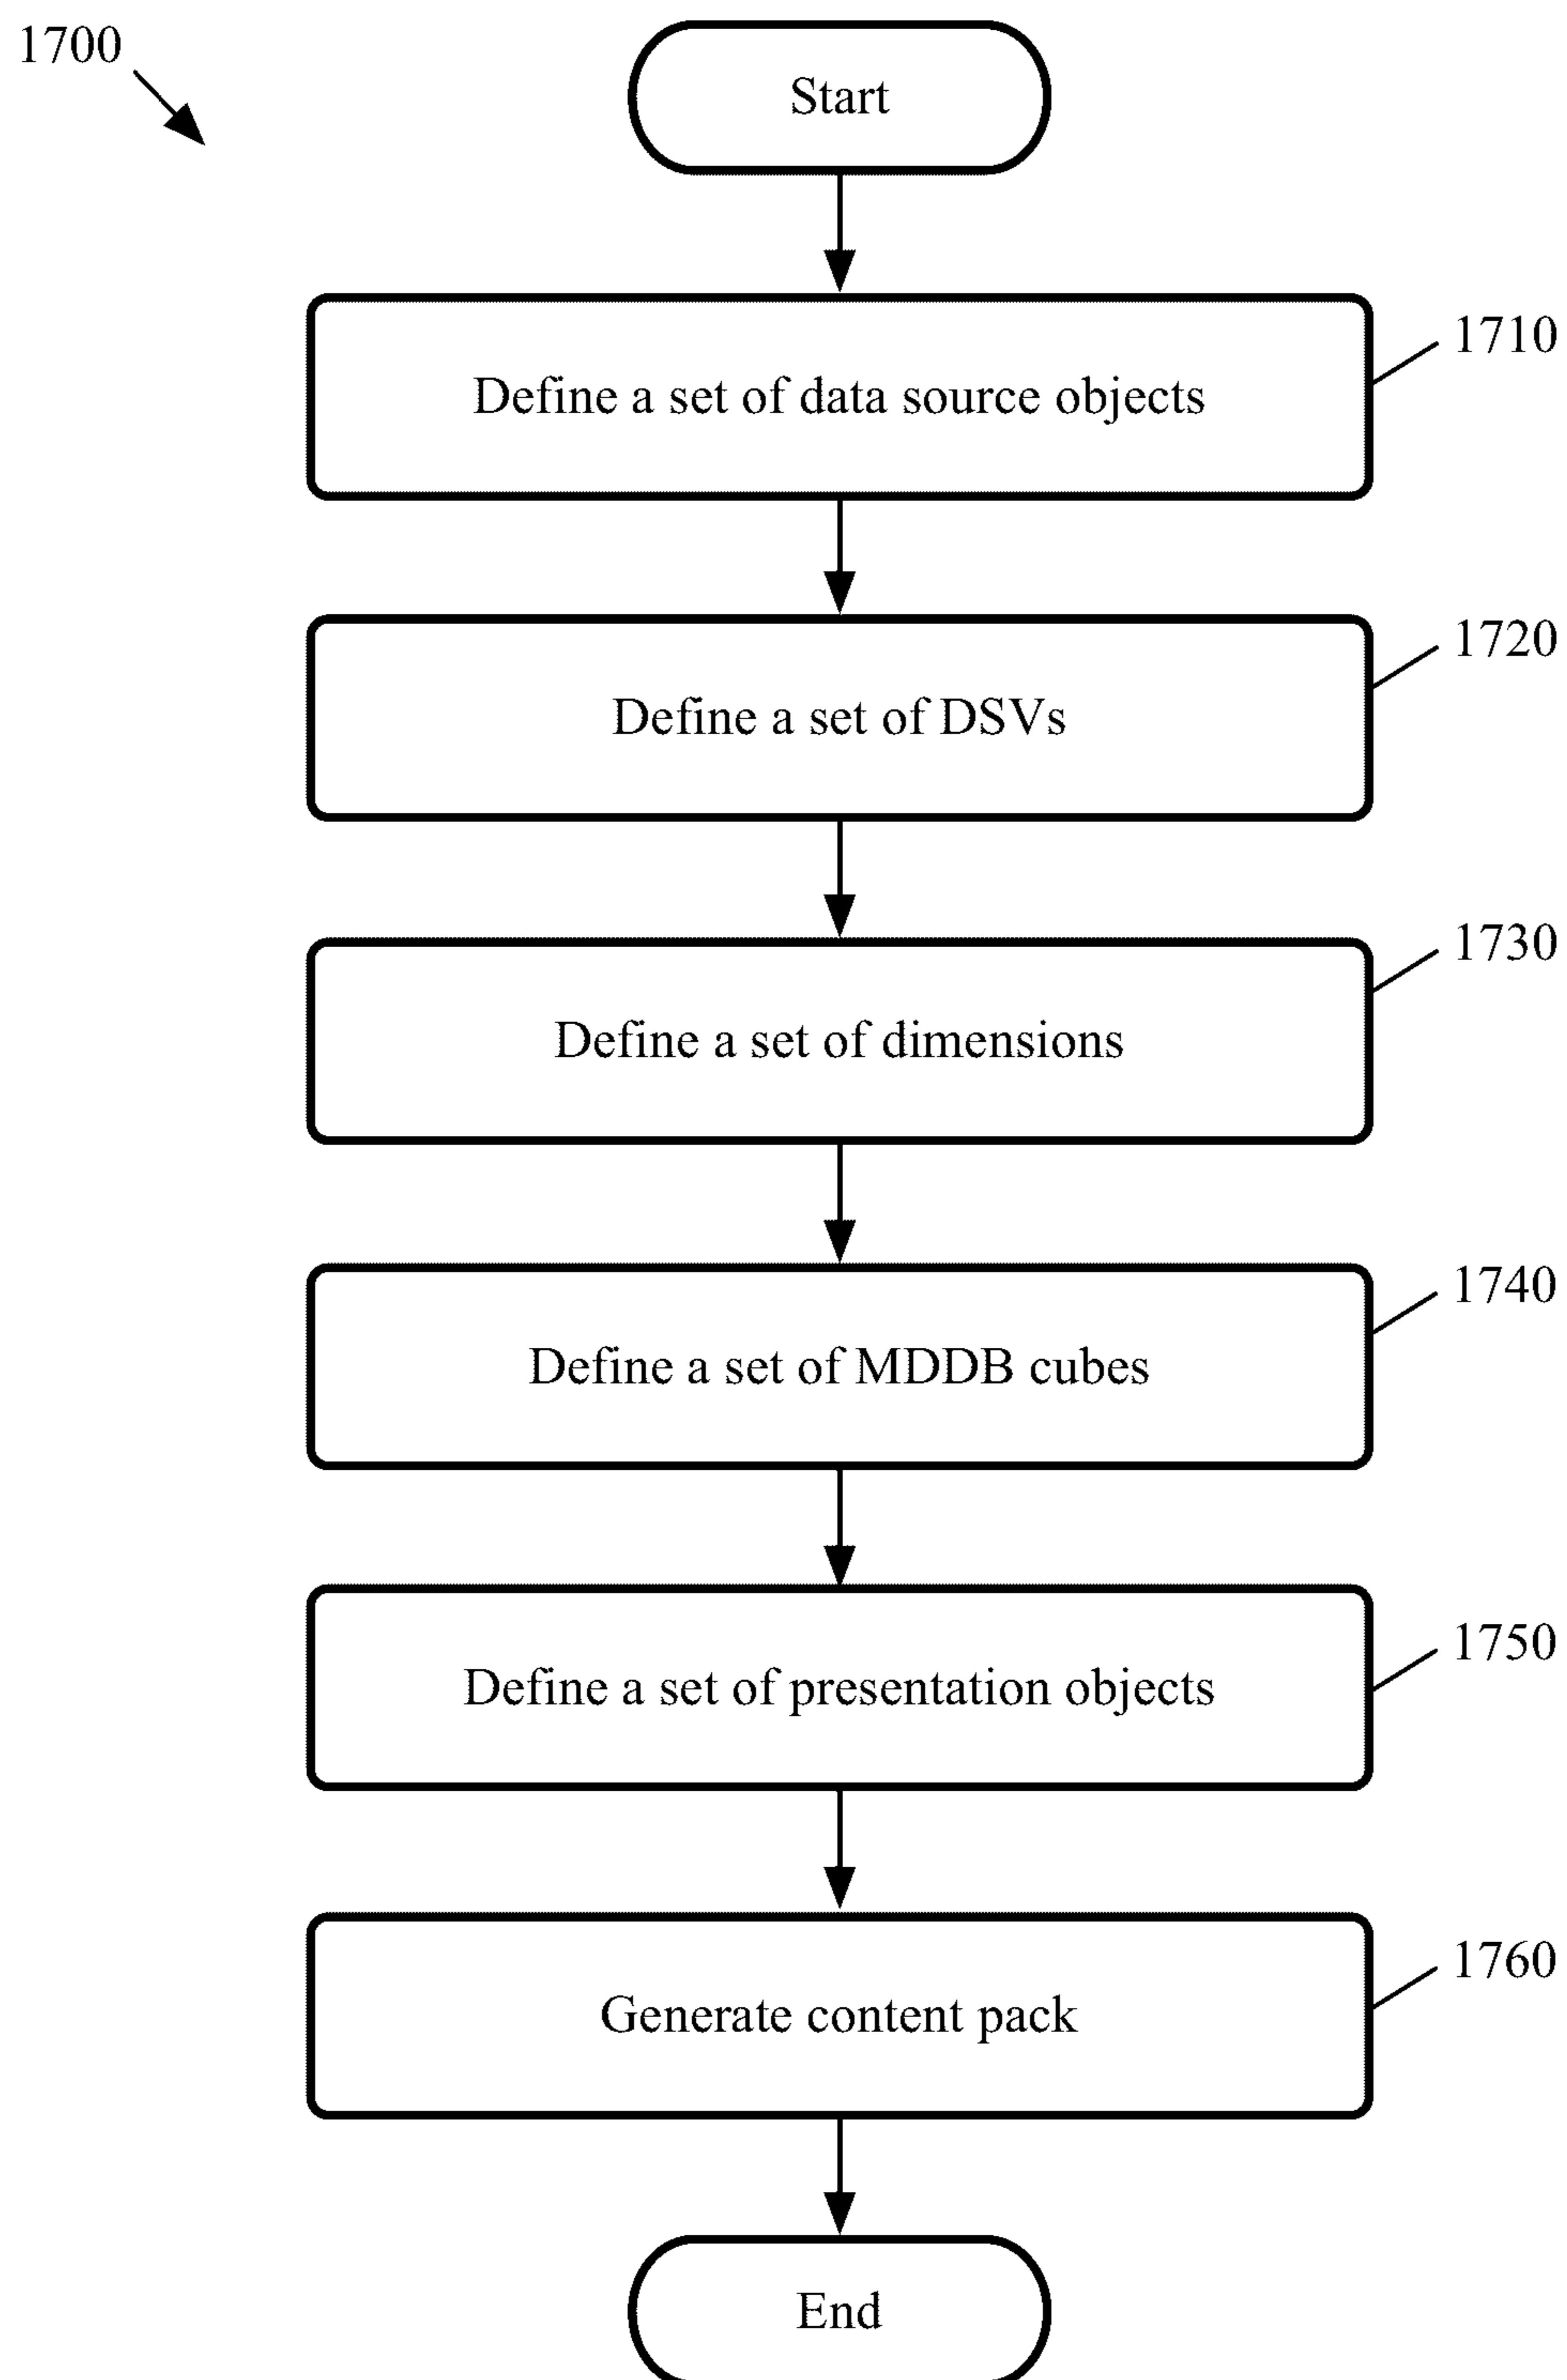 1700
Start
Define a set of data source objects
1710
Define a set of DSVs
1720
Define a set of dimensions
1730
Define a set of MDDB cubes
1740
Define a set of presentation objects
1750
Generate content pack
1760
End